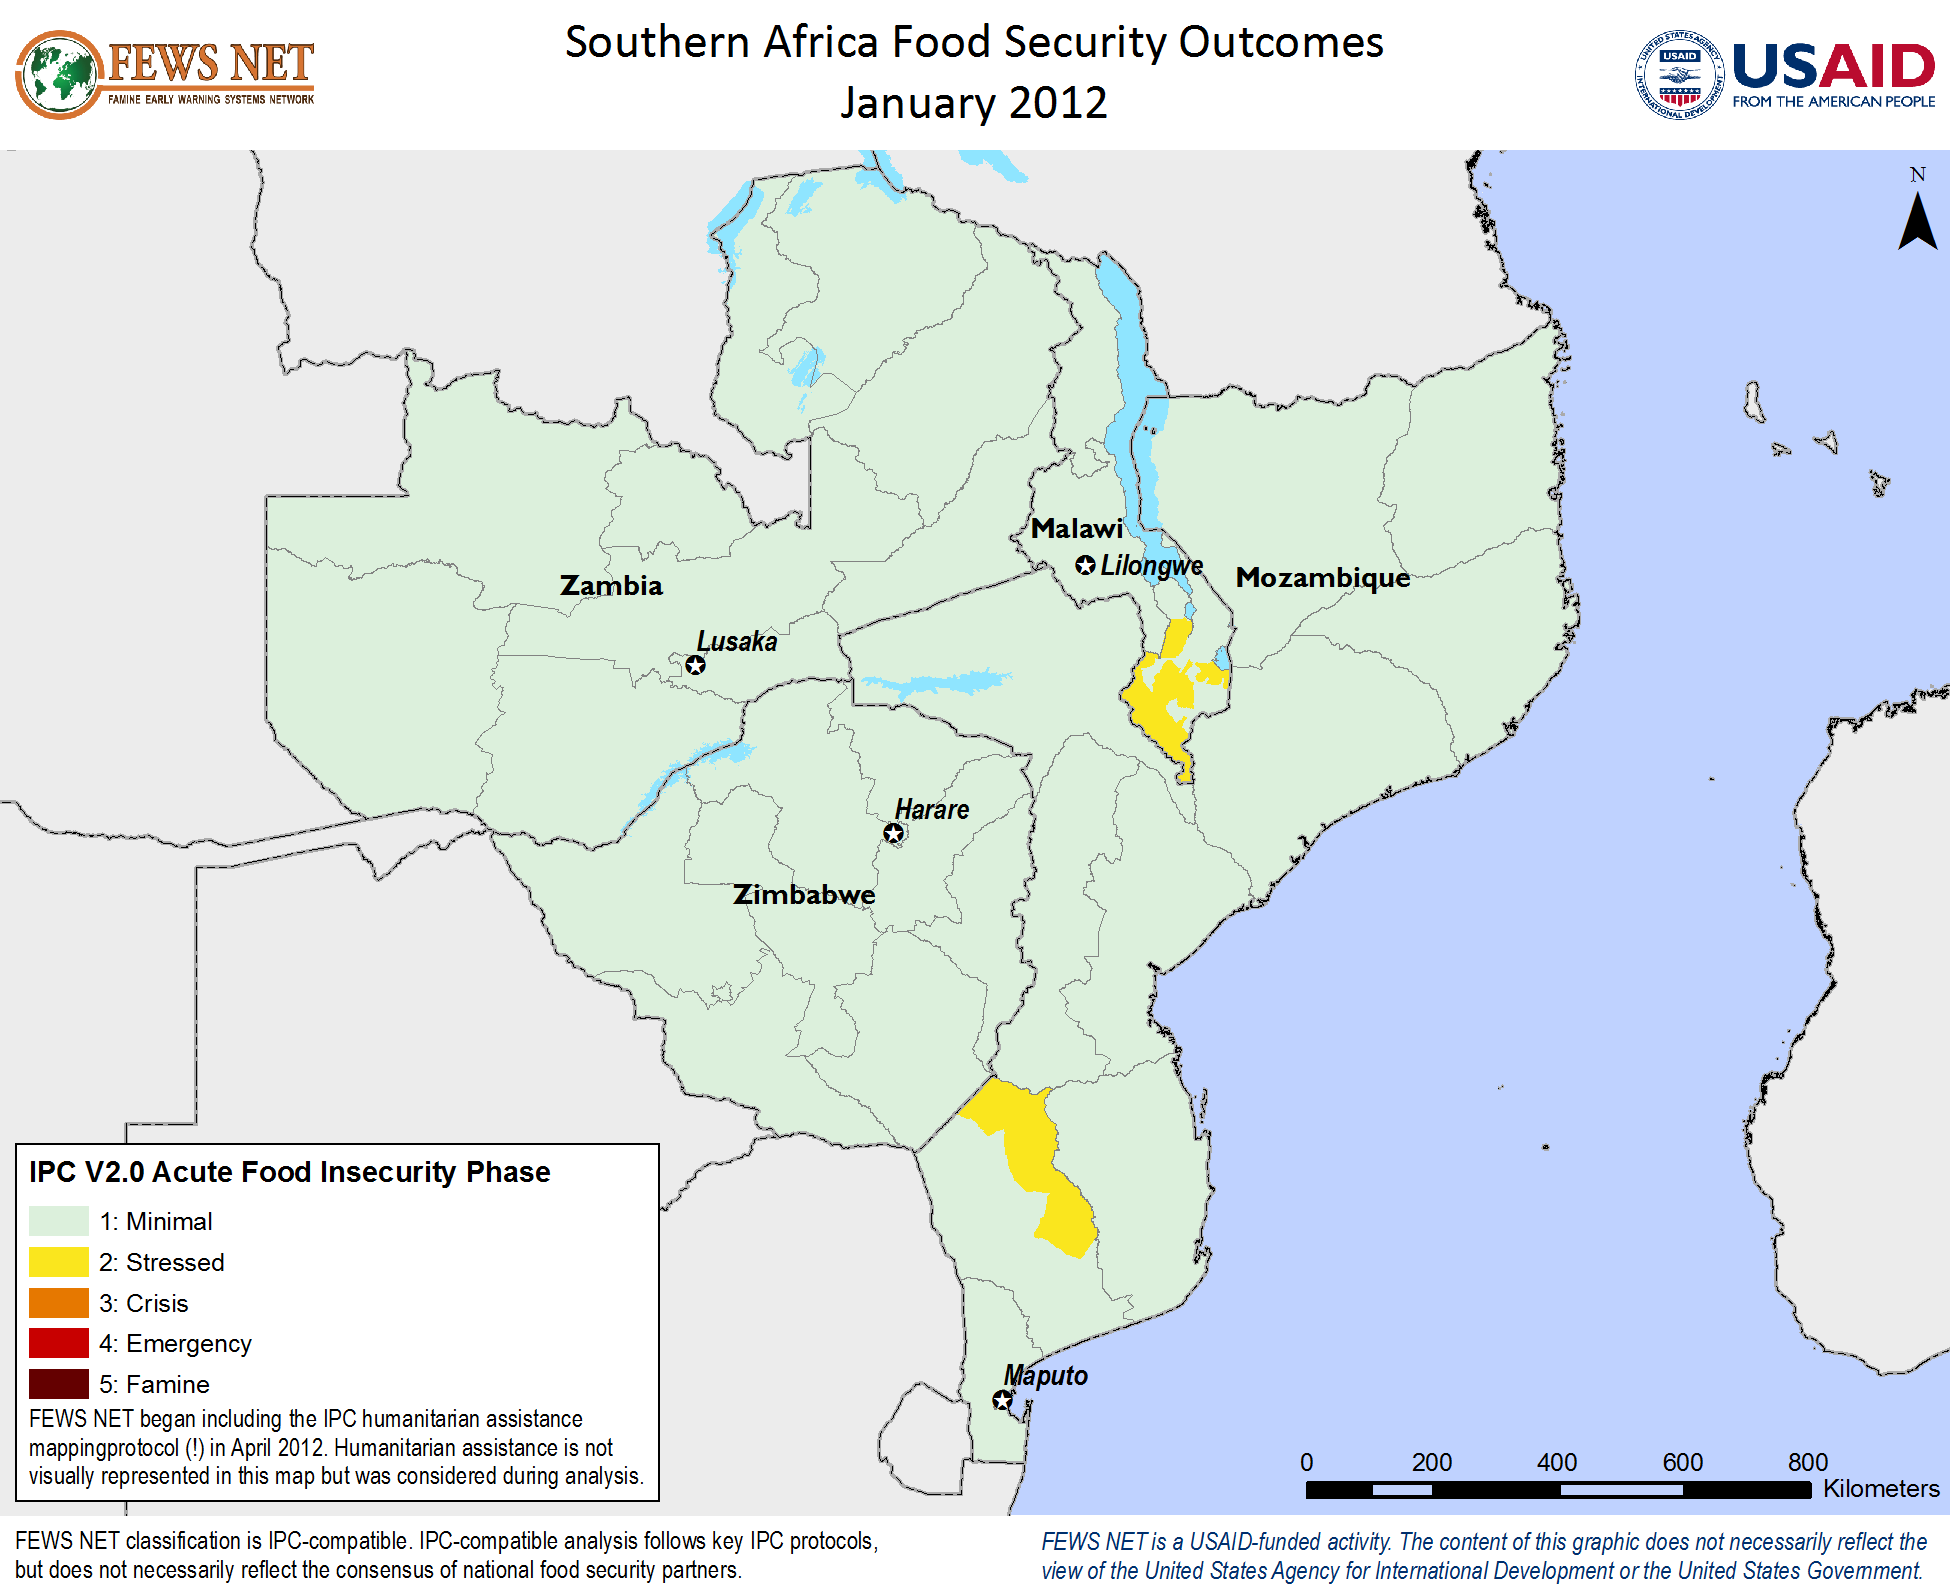 FEWS NET
FAMINE EARLY WARNING SYSTEMS NETWORK
Southern Africa Food Security Outcomes
January 2012
UNITED STATES AGENCY
USAID
INTERNATIONAL DEVELOPMENT
USAID
FROM THE AMERICAN PEOPLE
N
Malawi
Lilongwe
Mozambique
Zambia
Lusaka
Harare
Zimbabwe
Maputo
IPC V2.0 Acute Food Insecurity Phase
1: Minimal
2: Stressed
3: Crisis
4: Emergency
5: Famine
FEWS NET began including the IPC humanitarian assistance
mappingprotocol (!) in April 2012. Humanitarian assistance is not
visually represented in this map but was considered during analysis.
0 200 400 600 800
Kilometers
FEWS NET classification is IPC-compatible. IPC-compatible analysis follows key IPC protocols,
but does not necessarily reflect the consensus of national food security partners.
FEWS NET is a USAID-funded activity. The content of this graphic does not necessarily reflect the
view of the United States Agency for International Development or the United States Government.